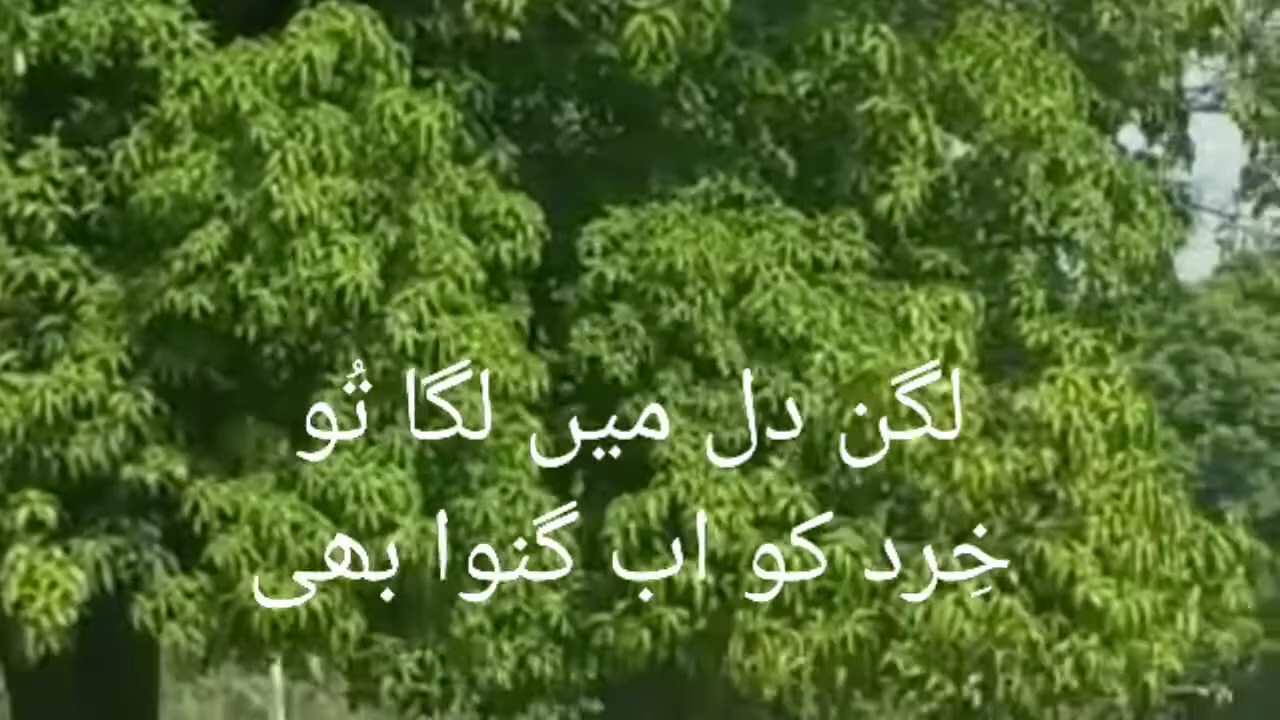 لگن دل میں لگا تُو
خِرد کو اب گنوا بھی